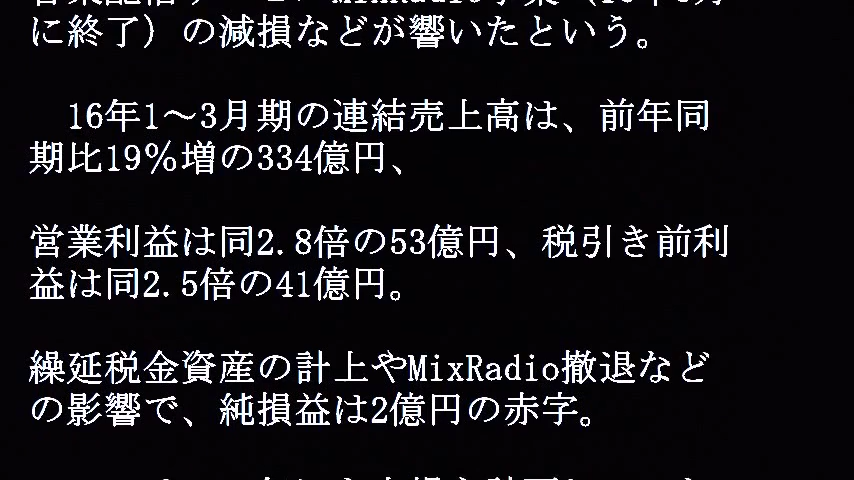 に終了）の減損などが響いたという。
　16年1～3月期の連結売上高は、前年同
期比19％増の334億円、
営業利益は同2.8倍の53億円、税引き前利
益は同2.5倍の41億円。
繰延税金資産の計上やMixRadio撤退など
の影響で、純損益は2億円の赤字。